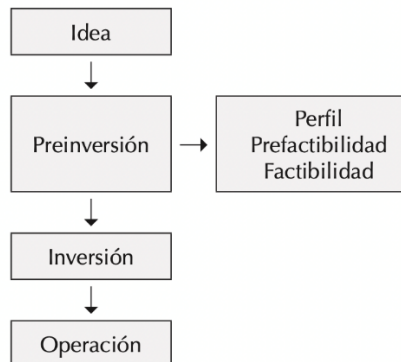 Idea
Preinversión
Perfil
Prefactibilidad
Factibilidad
Inversión
Operación